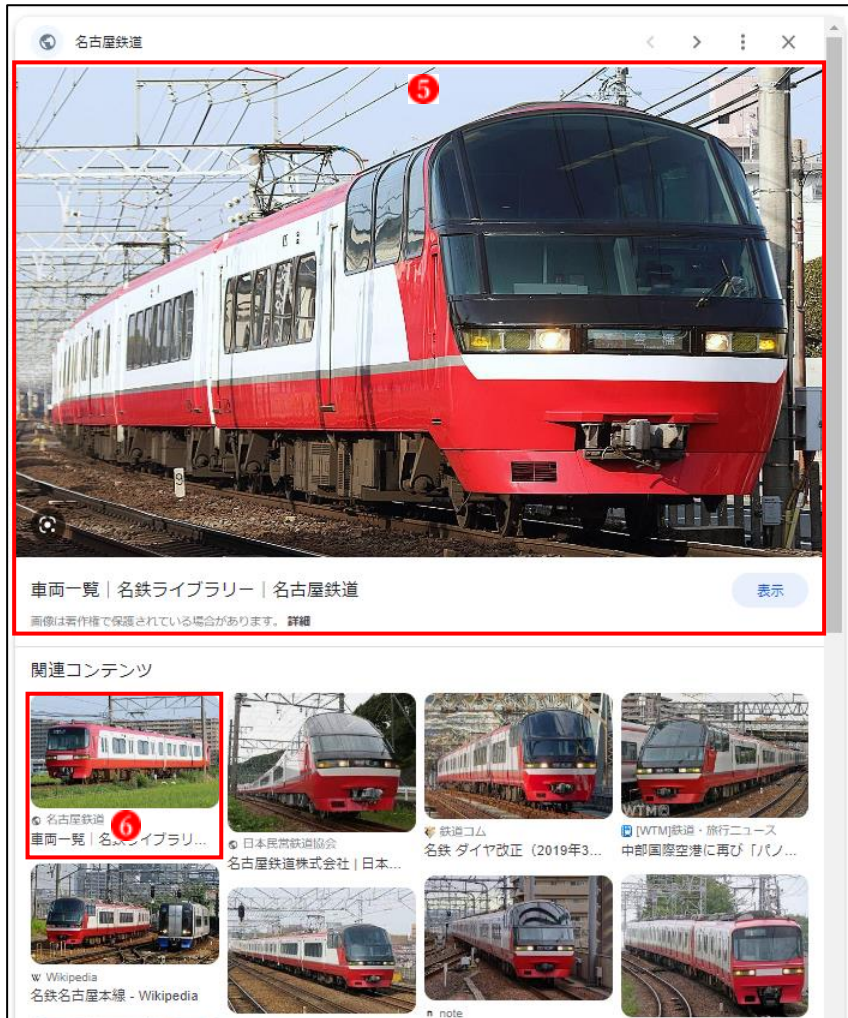 名古屋鉄道
5
9
車両一覧｜名鉄ライブラリー｜名古屋鉄道
表示
画像は著作権で保護されている場合があります。 詳細
関連コンテンツ
名古屋鉄道
6
車両一覧｜名鉄ライブラリ...
日本民営鉄道協会
名古屋鉄道株式会社 | 日本...
鉄道コム
名鉄 ダイヤ改正（2019年3...
WTM
[WTM]鉄道・旅行ニュース
中部国際空港に再び「パノ...
W Wikipedia
名鉄名古屋本線 - Wikipedia
n note